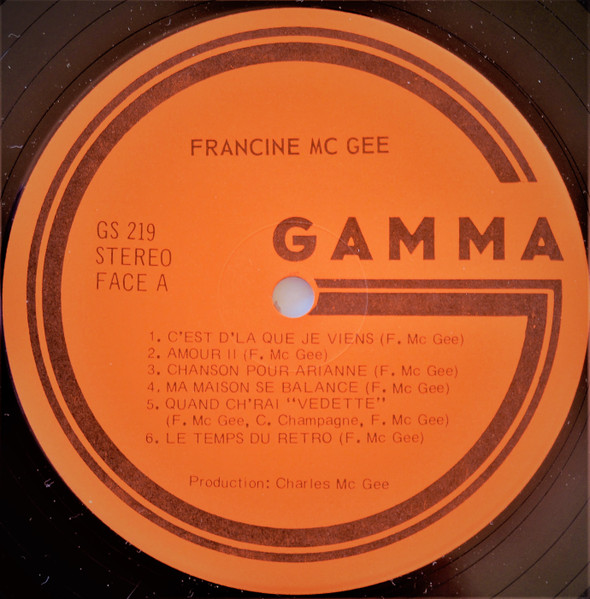 FRANCINE MC GEE
GAMMA
GS 219
STEREO
FACE A
1. C'EST D'LA QUE JE VIENS (F. Mc Gee)
2. AMOUR II (F. Mc Gee)
3. CHANSON POUR ARIANNE (F. Mc Gee)
4. MA MAISON SE BALANCE (F. Mc Gee)
5. QUAND CH'RAI "VEDETTE"
(F. Mc Gee, C. Champagne, F. Mc Gee)
6. LE TEMPS DU RETRO (F. Mc Gee)
Production: Charles Mc Gee